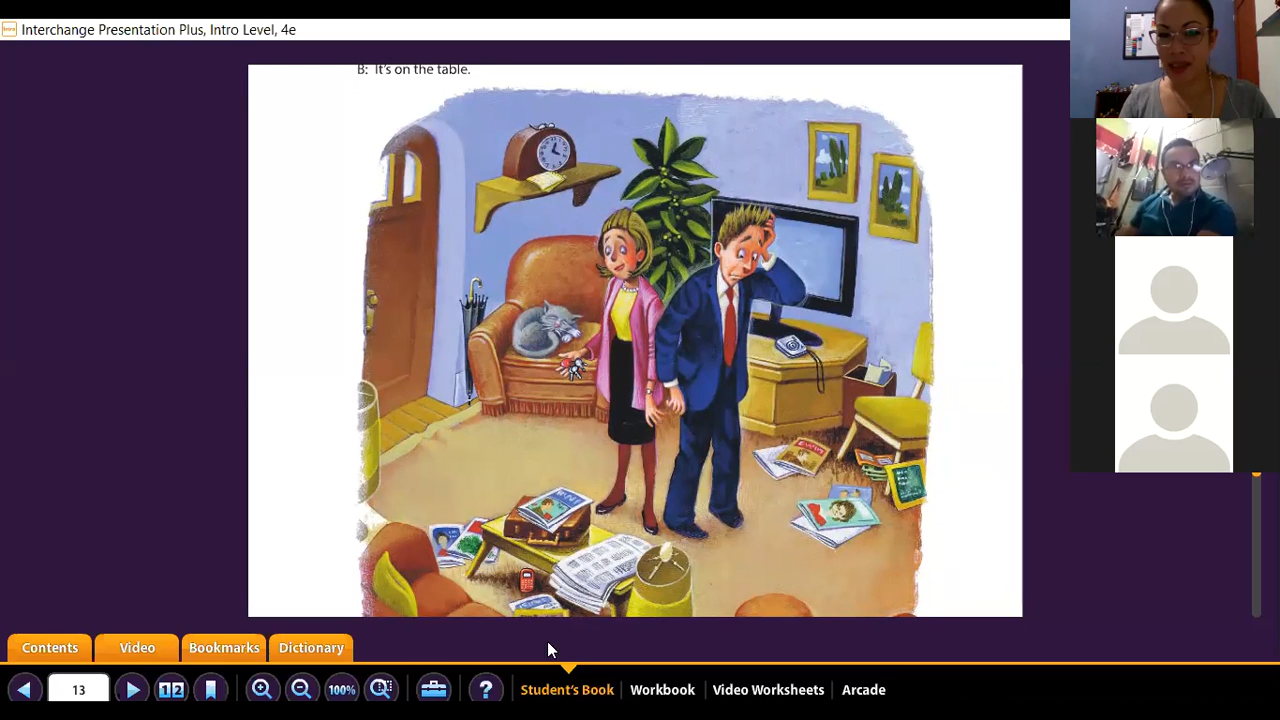 Interchange Presentation Plus, Intro Level, 4e
B: It's on the table.
Contents
Video
Bookmarks
Dictionary
13
12
100%
?
Student's Book
Workbook
Video Worksheets
Arcade